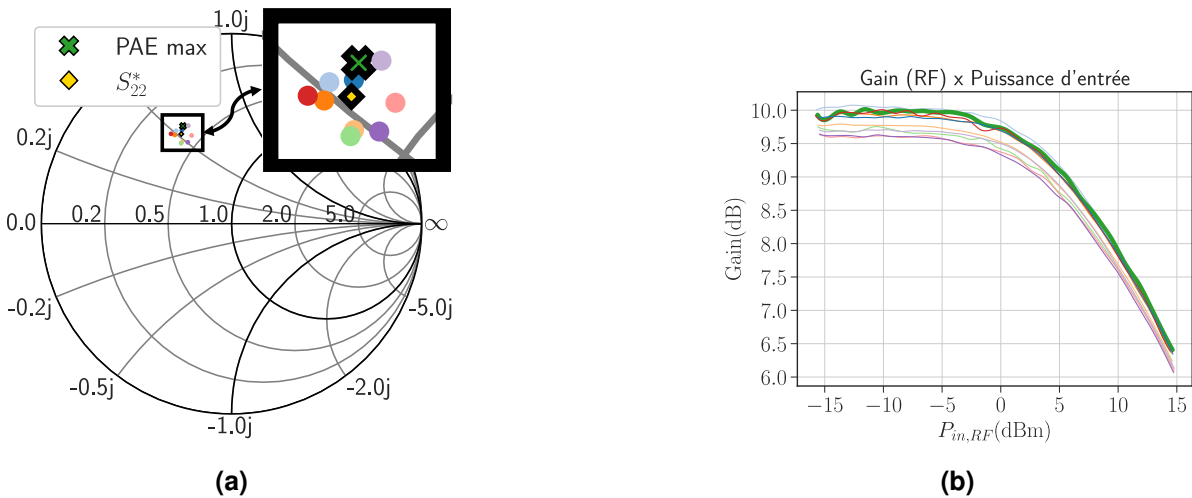 1.0j
PAE max
S*22
0.2j
0.0 0.2 0.5 1.0 2.0 5.0 ∞
-0.2j
-5.0j
-0.5j
-2.0j
-1.0j
(a)
Gain (RF) x Puissance d'entrée
Gain(dB)
10.0
9.5
9.0
8.5
8.0
7.5
7.0
6.5
6.0
−15 −10 −5 0 5 10 15
Pin,RF(dBm)
(b)